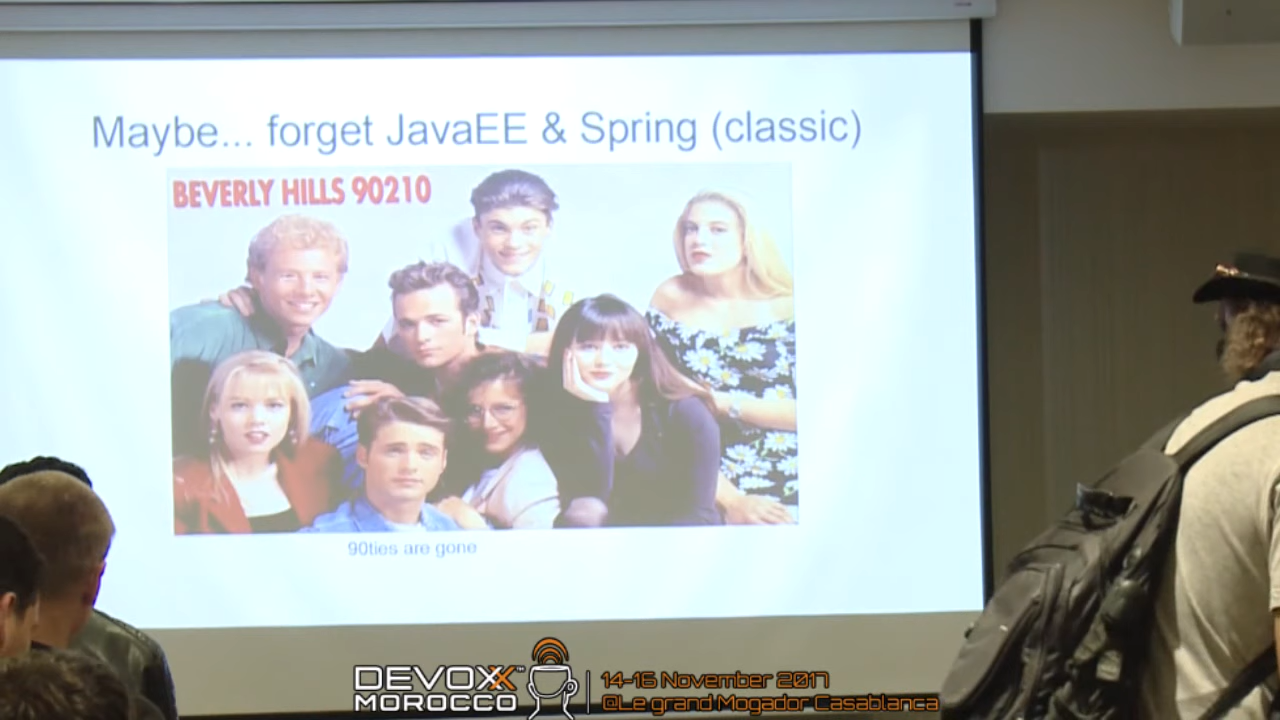 Maybe... forget JavaEE & Spring (classic)
BEVERLY HILLS 90210
90ties are gone
DEVOXX™
MOROCCO
14-16 November 2017
@Le grand Mogador Casablanca